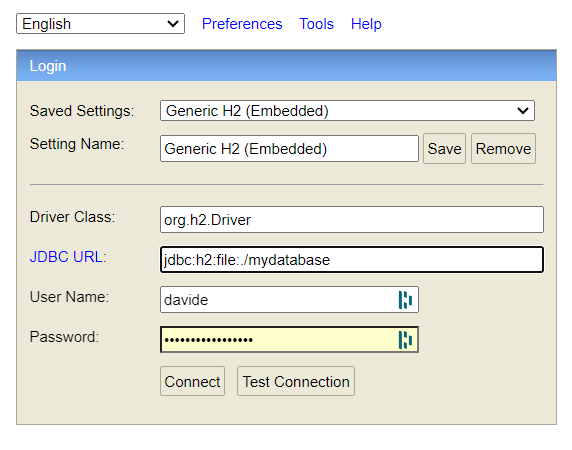 English Preferences Tools Help
Login
Saved Settings: Generic H2 (Embedded)
Setting Name: Generic H2 (Embedded) Save Remove
Driver Class: org.h2.Driver
JDBC URL: jdbc:h2:file:./mydatabase
User Name: davide
Password: •••••••••••••••••
Connect Test Connection